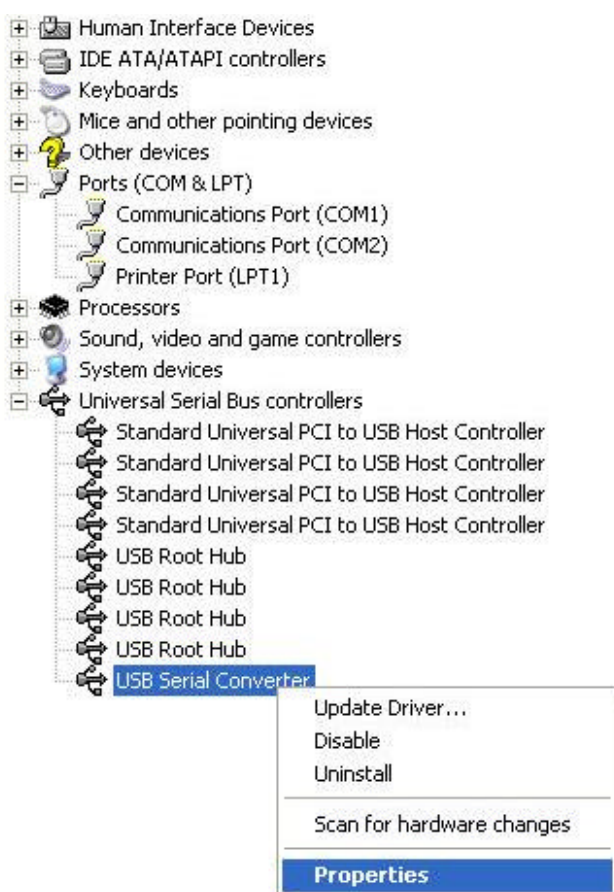 Human Interface Devices
IDE ATA/ATAPI controllers
Keyboards
Mice and other pointing devices
Other devices
Ports (COM & LPT)
Communications Port (COM1)
Communications Port (COM2)
Printer Port (LPT1)
Processors
Sound, video and game controllers
System devices
Universal Serial Bus controllers
Standard Universal PCI to USB Host Controller
Standard Universal PCI to USB Host Controller
Standard Universal PCI to USB Host Controller
Standard Universal PCI to USB Host Controller
USB Root Hub
USB Root Hub
USB Root Hub
USB Root Hub
USB Serial Converter
Update Driver...
Disable
Uninstall
Scan for hardware changes
Properties